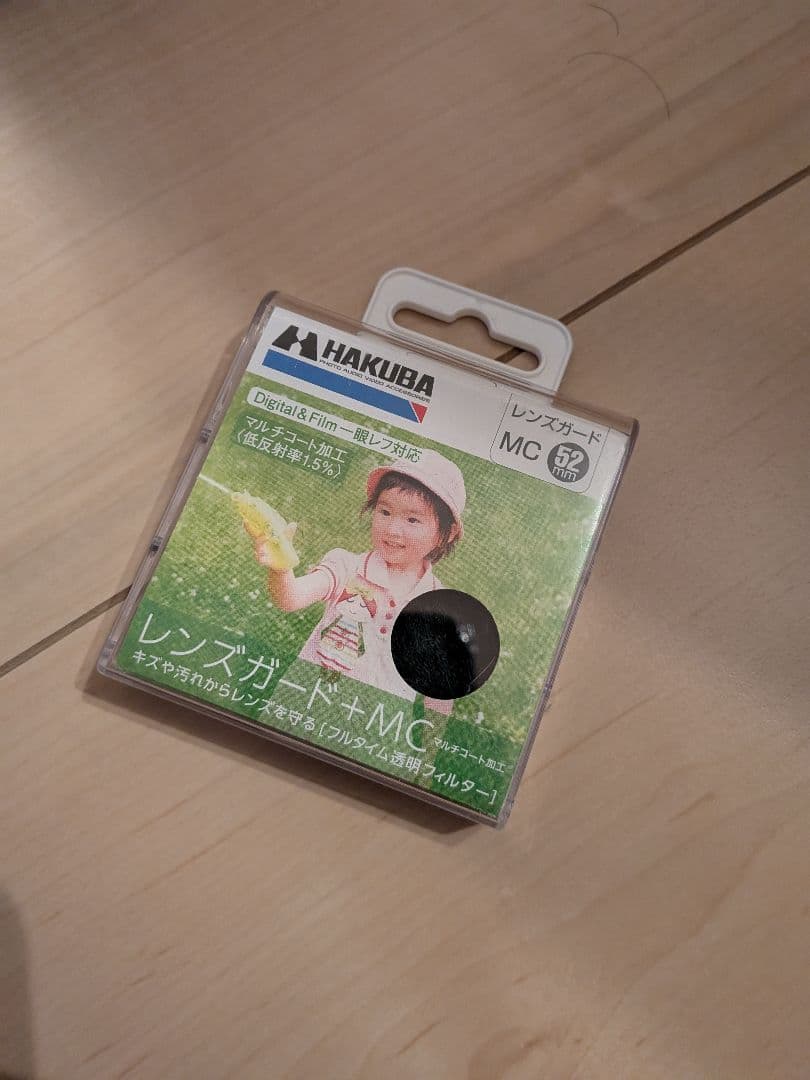 HAKUBA
PHOTO AUDIO VIDEO ACCESSORIES
レンズガード
MC 52mm
Digital & Film 一眼レフ対応
マルチコート加工
〈低反射率1.5%〉
レンズガード+MC マルチコート加工
キズや汚れからレンズを守る [フルタイム透明フィルター]